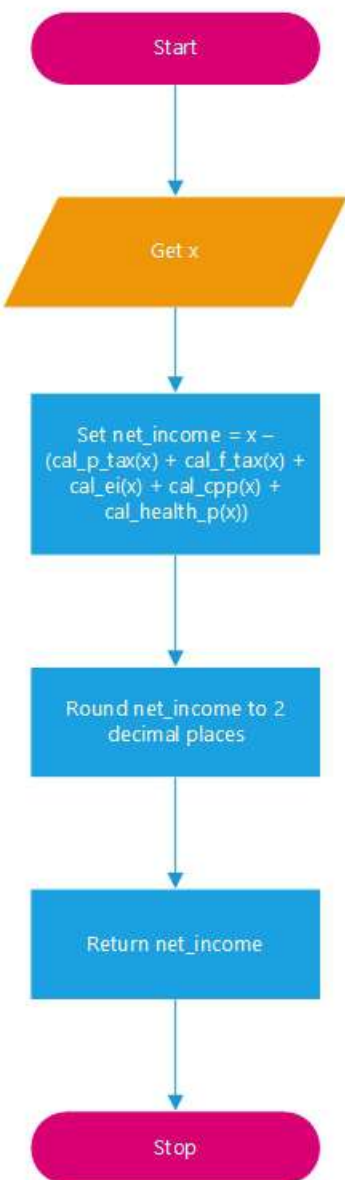 Start
Get x
Set net_income = x –
(cal_p_tax(x) + cal_f_tax(x) +
cal_ei(x) + cal_cpp(x) +
cal_health_p(x))
Round net_income to 2
decimal places
Return net_income
Stop